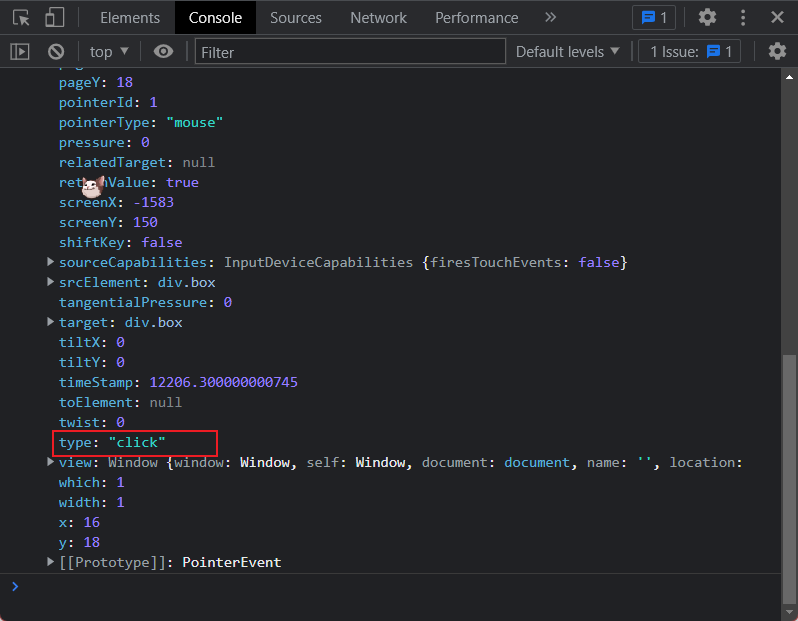 Elements Console Sources Network Performance 1
top Filter Default levels 1 Issue: 1
pageY: 18
pointerId: 1
pointerType: "mouse"
pressure: 0
relatedTarget: null
returnValue: true
screenX: -1583
screenY: 150
shiftKey: false
sourceCapabilities: InputDeviceCapabilities {firesTouchEvents: false}
srcElement: div.box
tangentialPressure: 0
target: div.box
tiltX: 0
tiltY: 0
timeStamp: 12206.300000000745
toElement: null
twist: 0
type: "click"
view: Window {window: Window, self: Window, document: document, name: '', location:
which: 1
width: 1
x: 16
y: 18
[[Prototype]]: PointerEvent